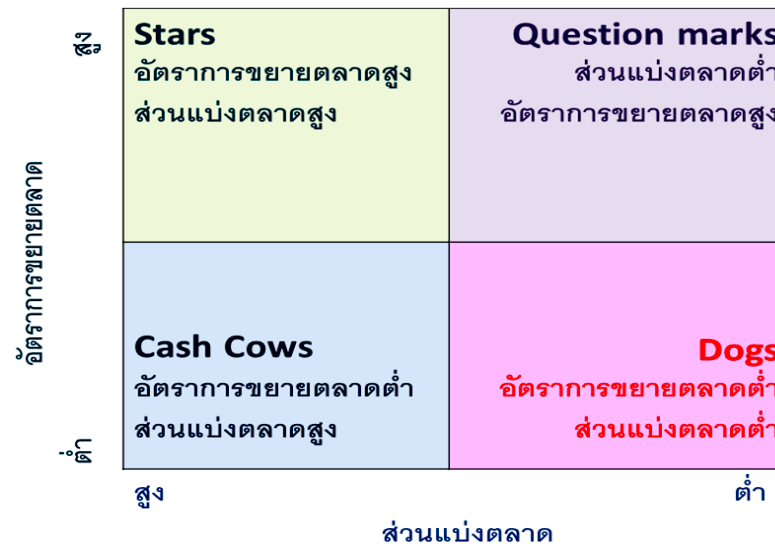 สูง
Stars
อัตราการขยายตลาดสูง
ส่วนแบ่งตลาดสูง
Question marks
ส่วนแบ่งตลาดต่ำ
อัตราการขยายตลาดสูง
อัตราการขยายตลาด
Cash Cows
อัตราการขยายตลาดต่ำ
ส่วนแบ่งตลาดสูง
Dogs
อัตราการขยายตลาดต่ำ
ส่วนแบ่งตลาดต่ำ
ต่ำ
สูง
ต่ำ
ส่วนแบ่งตลาด